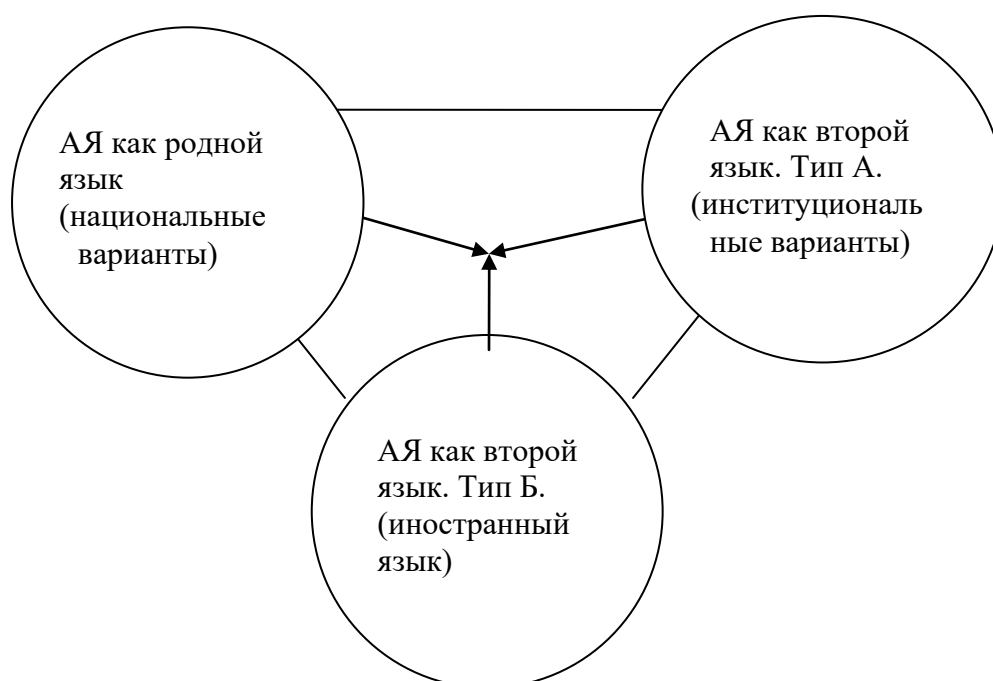 АЯ как родной
язык
(национальные
варианты)
АЯ как второй
язык. Тип А.
(институциональ
ные варианты)
АЯ как второй
язык. Тип Б.
(иностранный
язык)